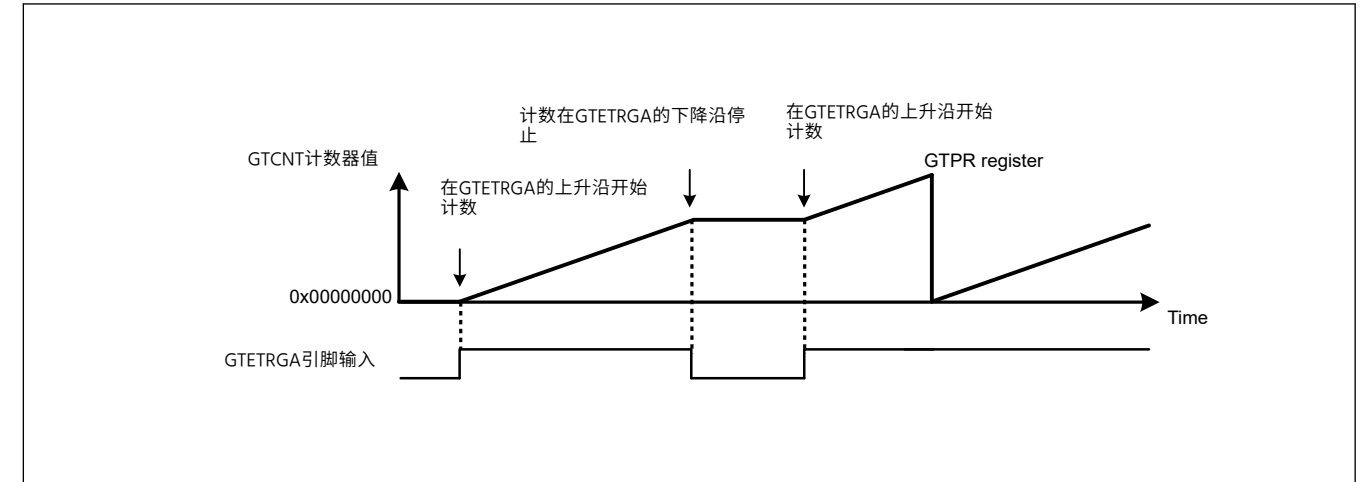 计数在GTETRGA的下降沿停
止
在GTETRGA的上升沿开始
计数
GTCNT计数器值
GTPR register
在GTETRGA的上升沿开始
计数
0x00000000
Time
GTETRGA引脚输入